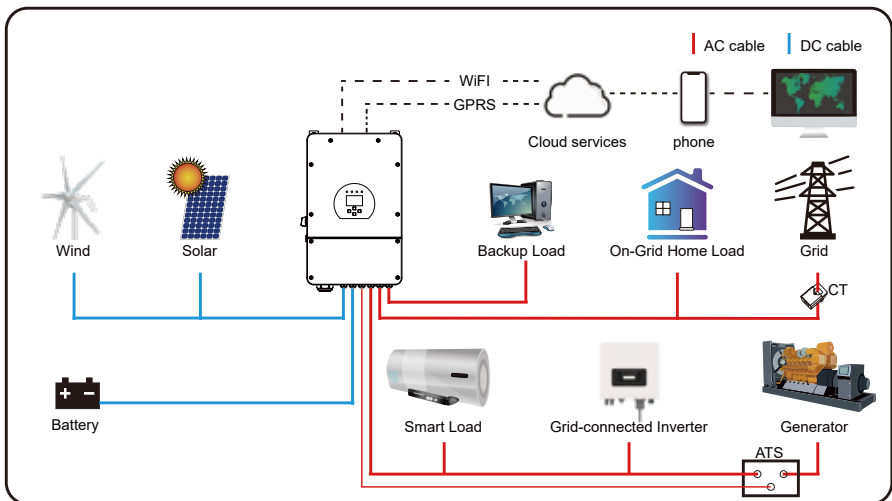 AC cable
DC cable
WiFI
GPRS
Cloud services
phone
Wind
Solar
Backup Load
On-Grid Home Load
Grid
CT
Battery
Smart Load
Grid-connected Inverter
Generator
ATS